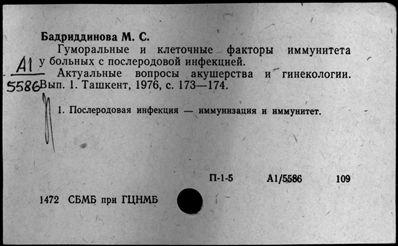 Бадриддинова М. С.
Гуморальные и клеточные факторы иммунитета
у больных с послеродовой инфекцией.
Актуальные вопросы акушерства и гинекологии.
Вып. 1. Ташкент, 1976, с. 173—174.
А1
5586
1. Послеродовая инфекция — иммунизация и иммунитет.
П-1-5 А1/5586 109
1472 СБМБ при ГЦНМБ